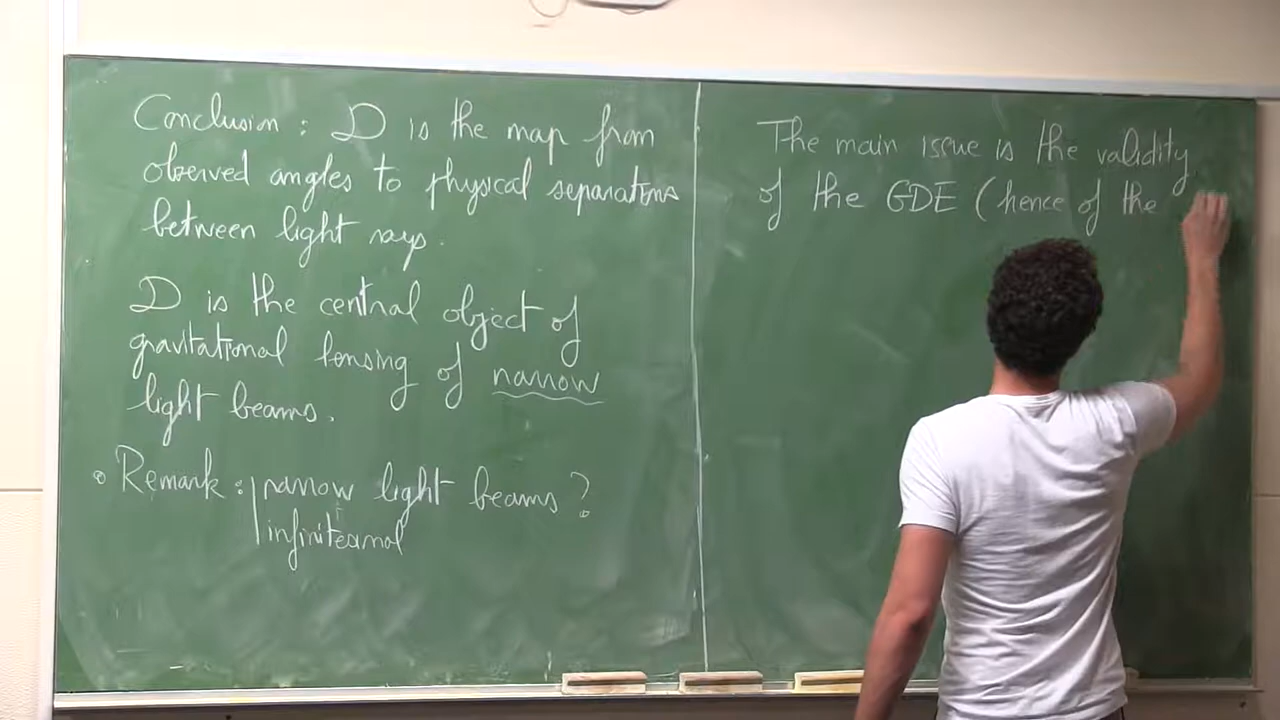 Conclusion : D is the map from
observed angles to physical separations
between light rays.
D is the central object of
gravitational lensing of narrow
light beams.
• Remark : narrow light beams ?
infinitesimal
The main issue is the validity
of the GDE (hence of the